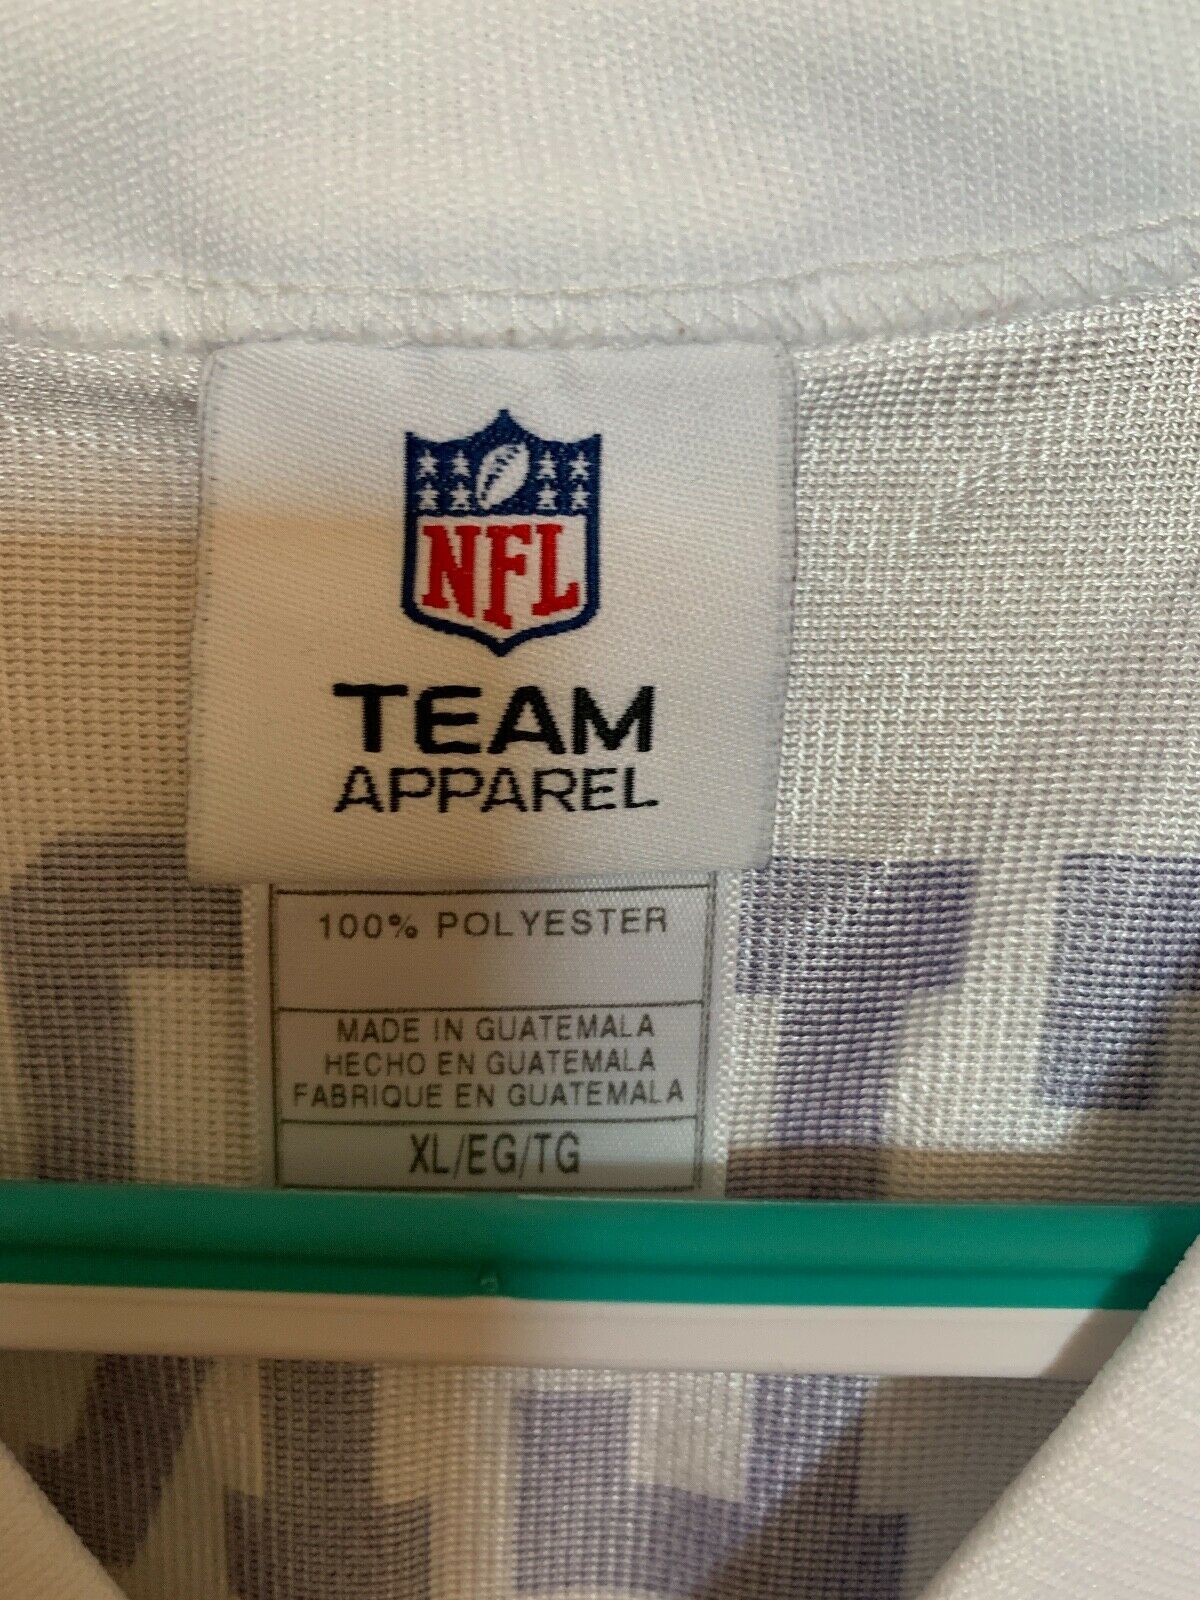 NFL
TEAM
APPAREL
100% POLYESTER
MADE IN GUATEMALA
HECHO EN GUATEMALA
FABRIQUE EN GUATEMALA
XL/EG/TG